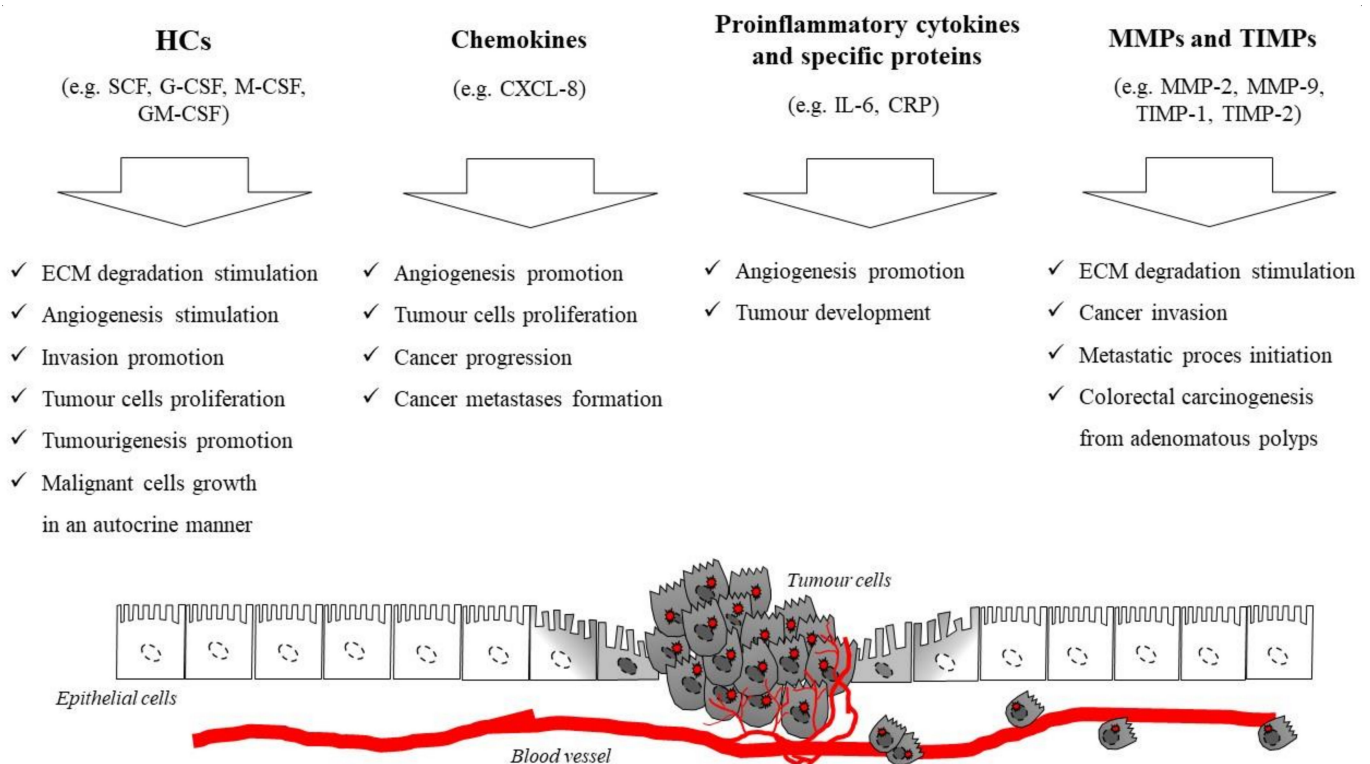 HCs
(e.g. SCF, G-CSF, M-CSF,
GM-CSF)
✓ ECM degradation stimulation
✓ Angiogenesis stimulation
✓ Invasion promotion
✓ Tumour cells proliferation
✓ Tumourigenesis promotion
✓ Malignant cells growth
in an autocrine manner
Chemokines
(e.g. CXCL-8)
✓ Angiogenesis promotion
✓ Tumour cells proliferation
✓ Cancer progression
✓ Cancer metastases formation
Proinflammatory cytokines
and specific proteins
(e.g. IL-6, CRP)
✓ Angiogenesis promotion
✓ Tumour development
MMPs and TIMPs
(e.g. MMP-2, MMP-9,
TIMP-1, TIMP-2)
✓ ECM degradation stimulation
✓ Cancer invasion
✓ Metastatic proces initiation
✓ Colorectal carcinogenesis
from adenomatous polyps
Tumour cells
Epithelial cells
Blood vessel